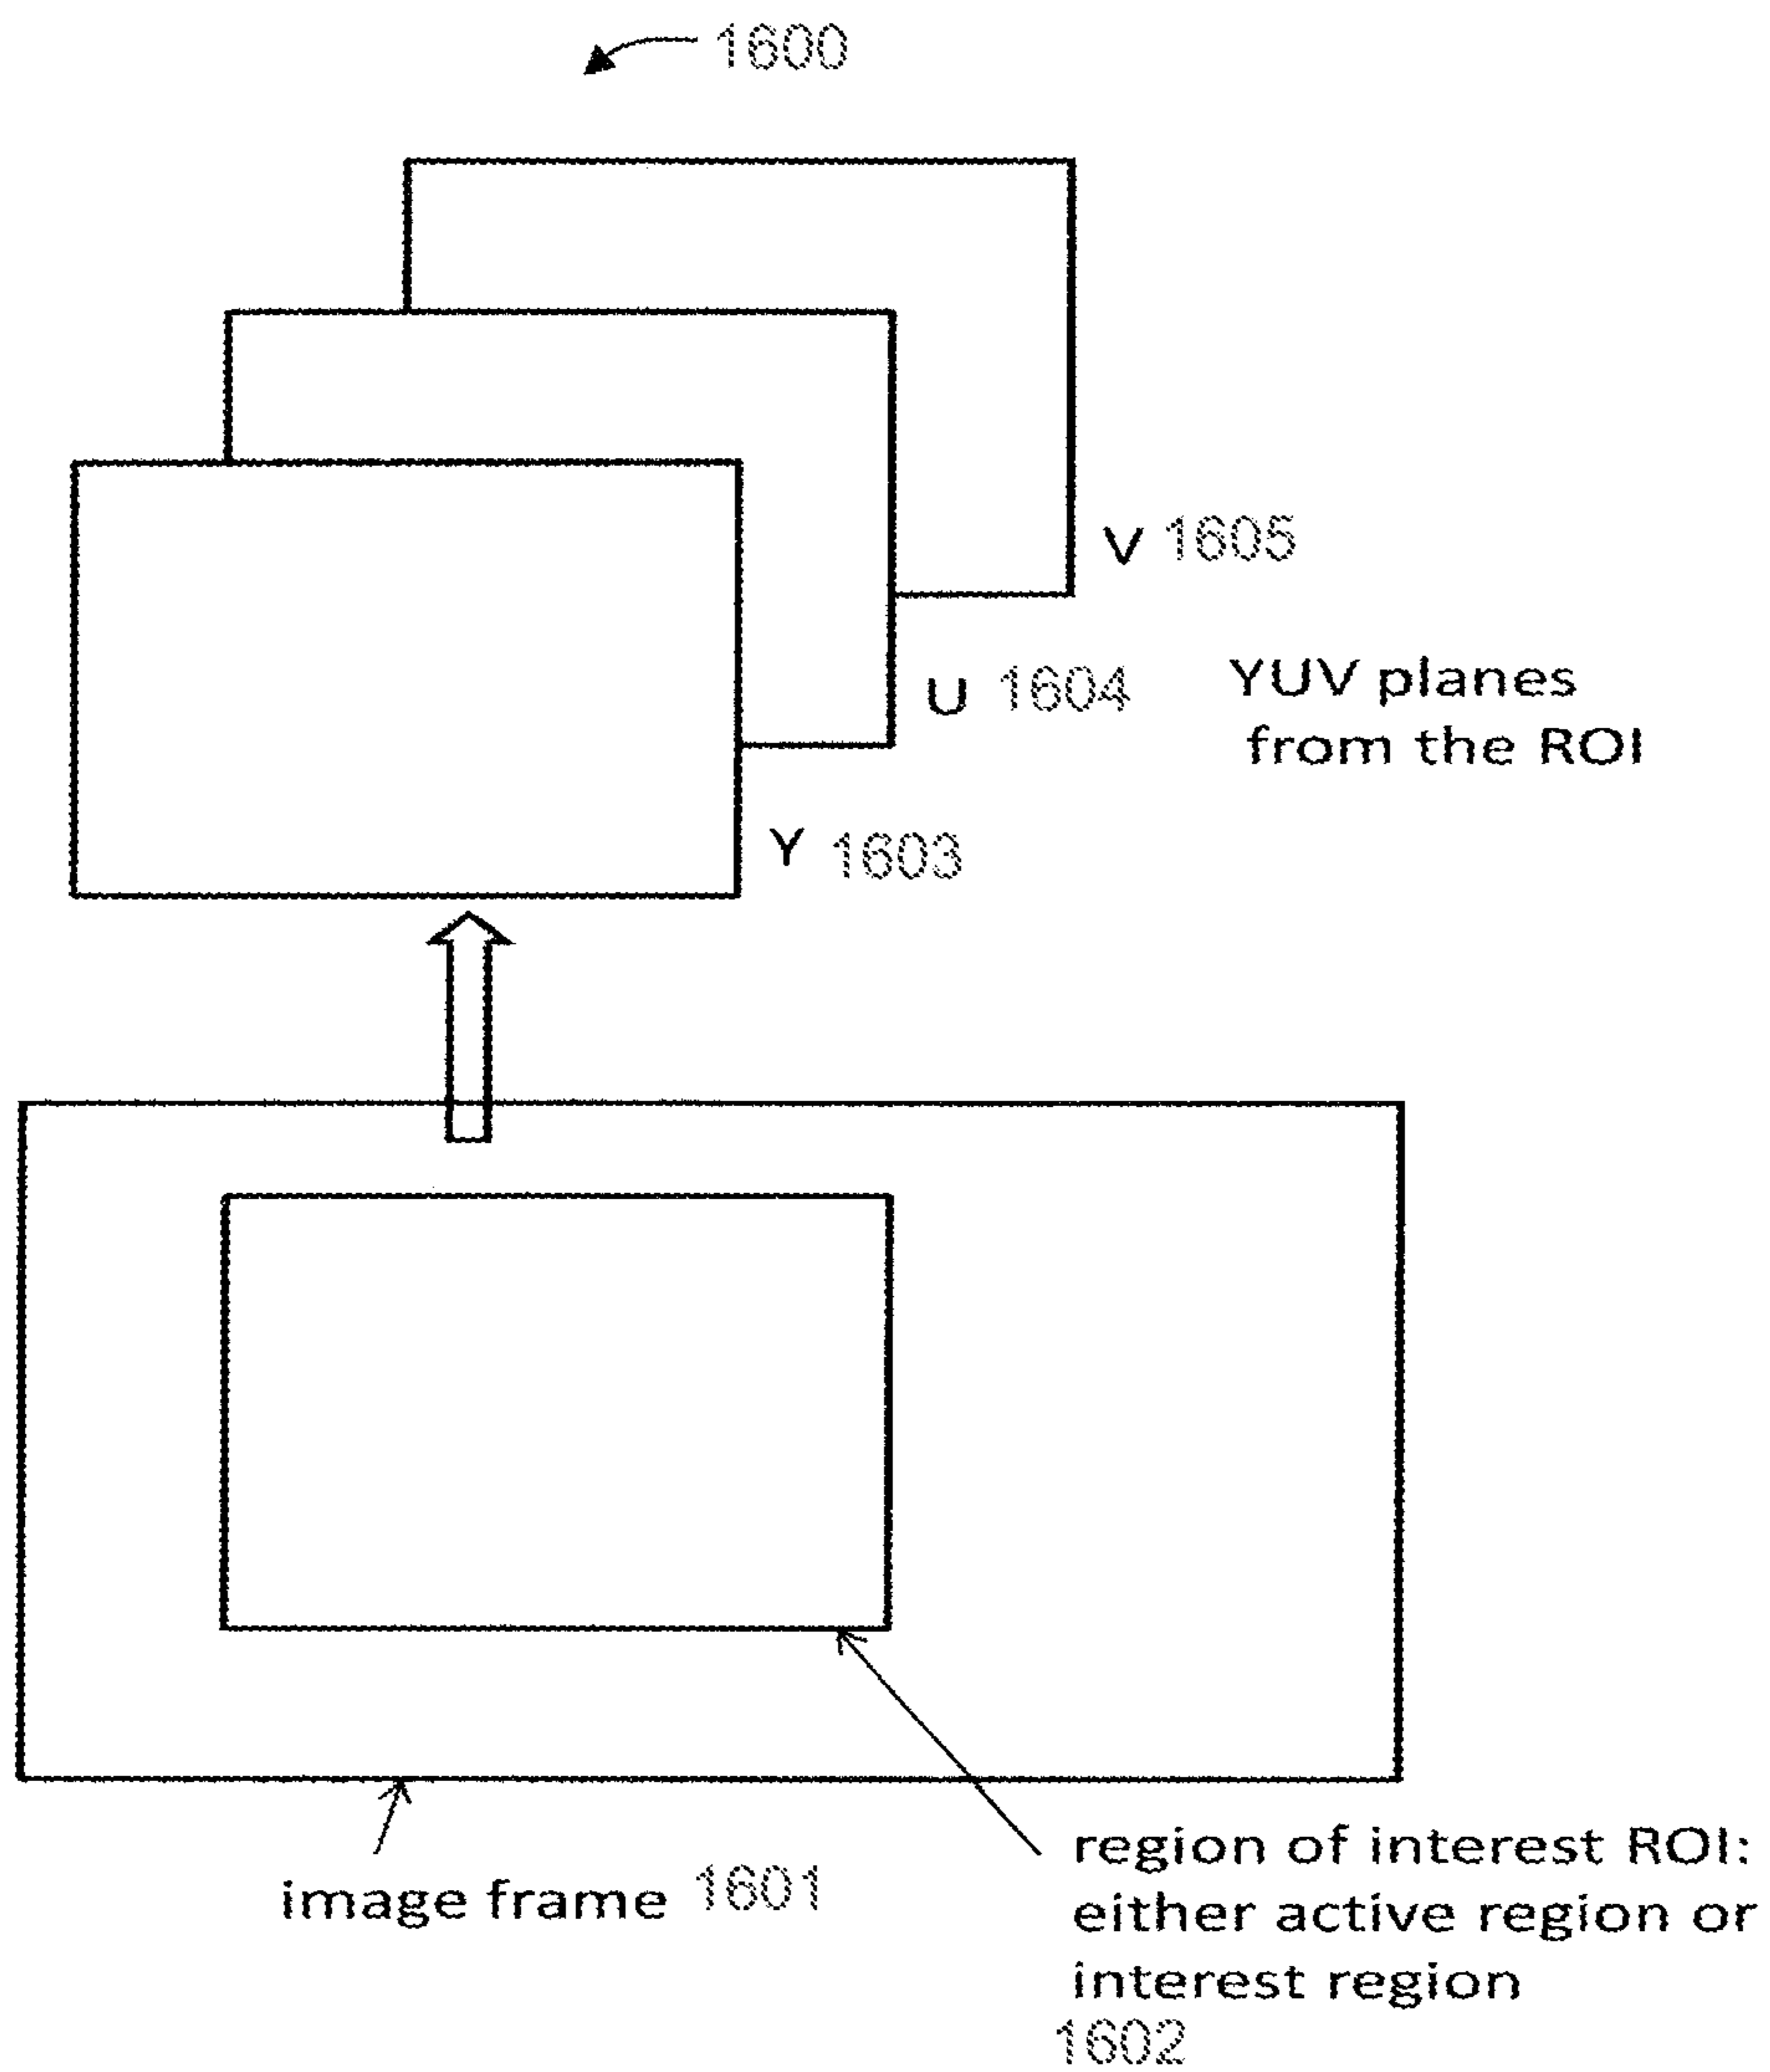 1600
V 1605
U 1604
YUV planes
from the ROI
Y 1603
image frame 1601
region of interest ROI:
either active region or
interest region
1602